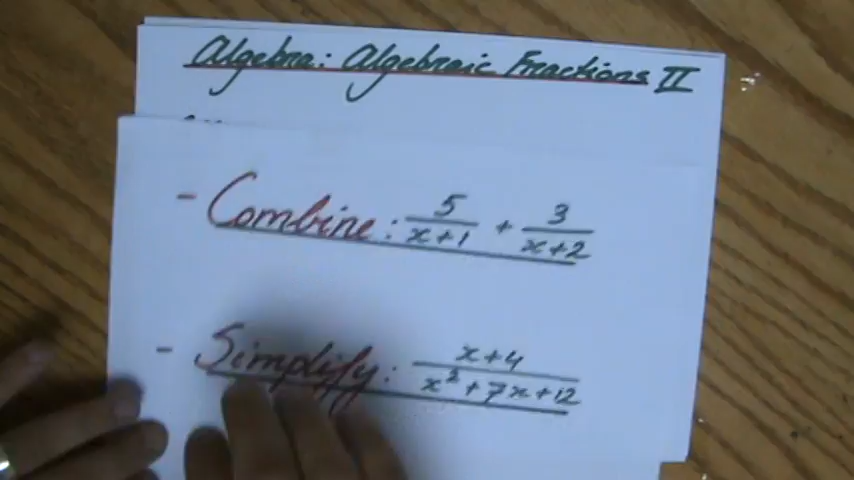 Algebra: Algebraic Fractions II
- Combine: 5/(x+1) + 3/(x+2)
- Simplify: (x+4)/(x²+7x+12)